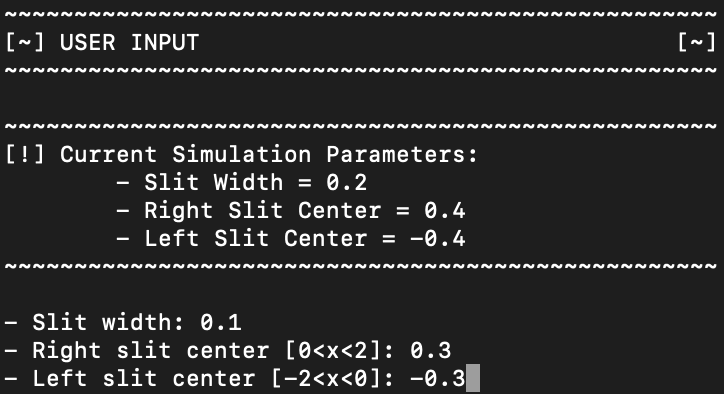 ~~~~~~~~~~~~~~~~~~~~~~~~~~~~~~~~~~~~~~~~~~~~~~~~~~~
[~] USER INPUT                                  [~]
~~~~~~~~~~~~~~~~~~~~~~~~~~~~~~~~~~~~~~~~~~~~~~~~~~~
~~~~~~~~~~~~~~~~~~~~~~~~~~~~~~~~~~~~~~~~~~~~~~~~~~~
[!] Current Simulation Parameters:
        - Slit Width = 0.2
        - Right Slit Center = 0.4
        - Left Slit Center = -0.4
~~~~~~~~~~~~~~~~~~~~~~~~~~~~~~~~~~~~~~~~~~~~~~~~~~~
- Slit width: 0.1
- Right slit center [0<x<2]: 0.3
- Left slit center [-2<x<0]: -0.3